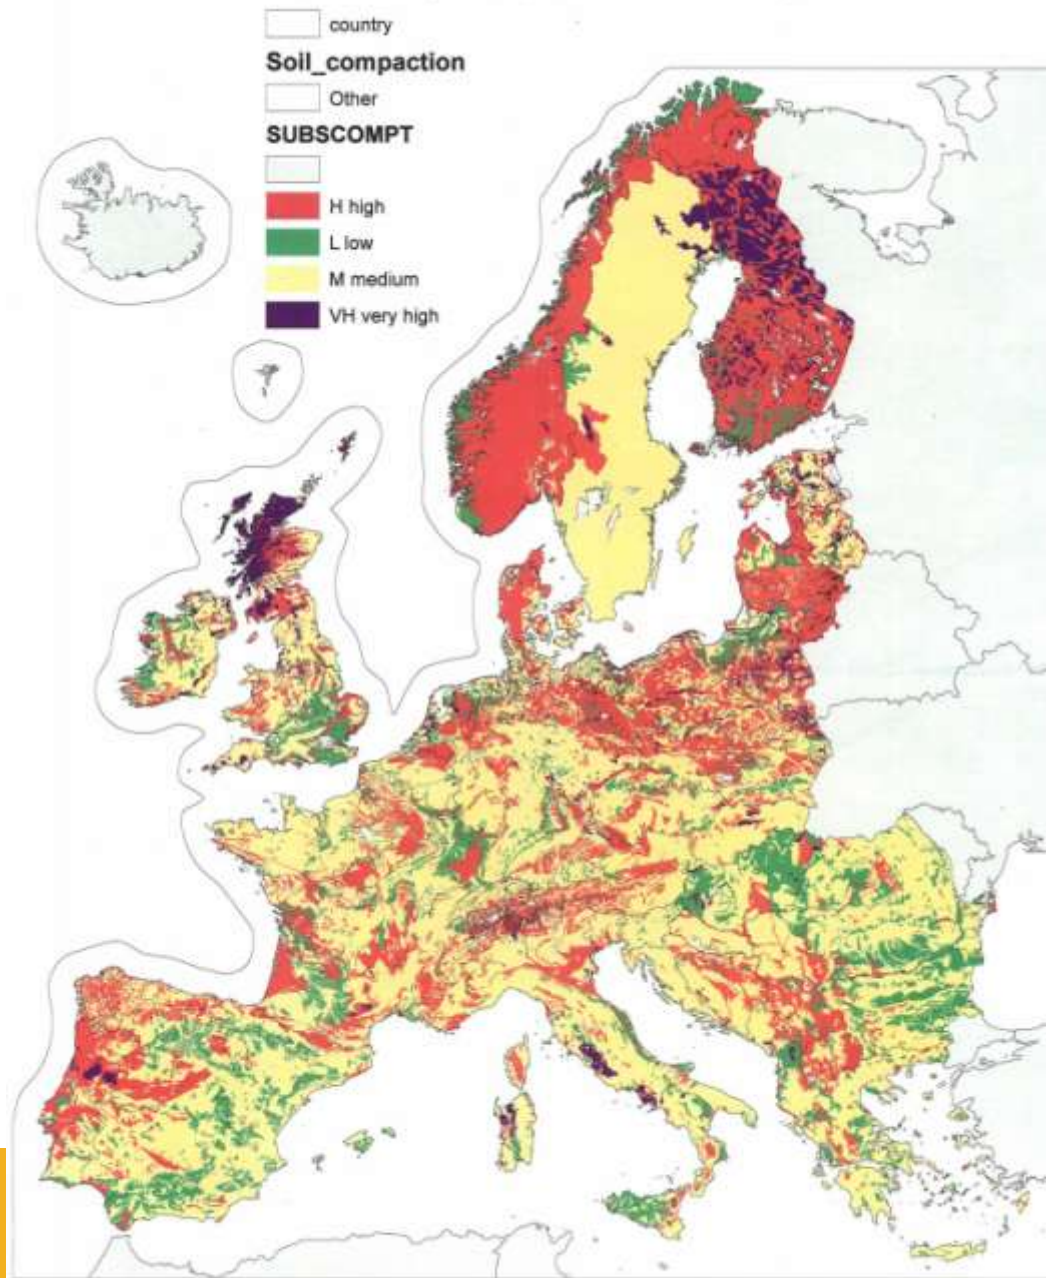 country
Soil_compaction
Other
SUBSCOMPT
H high
L low
M medium
VH very high